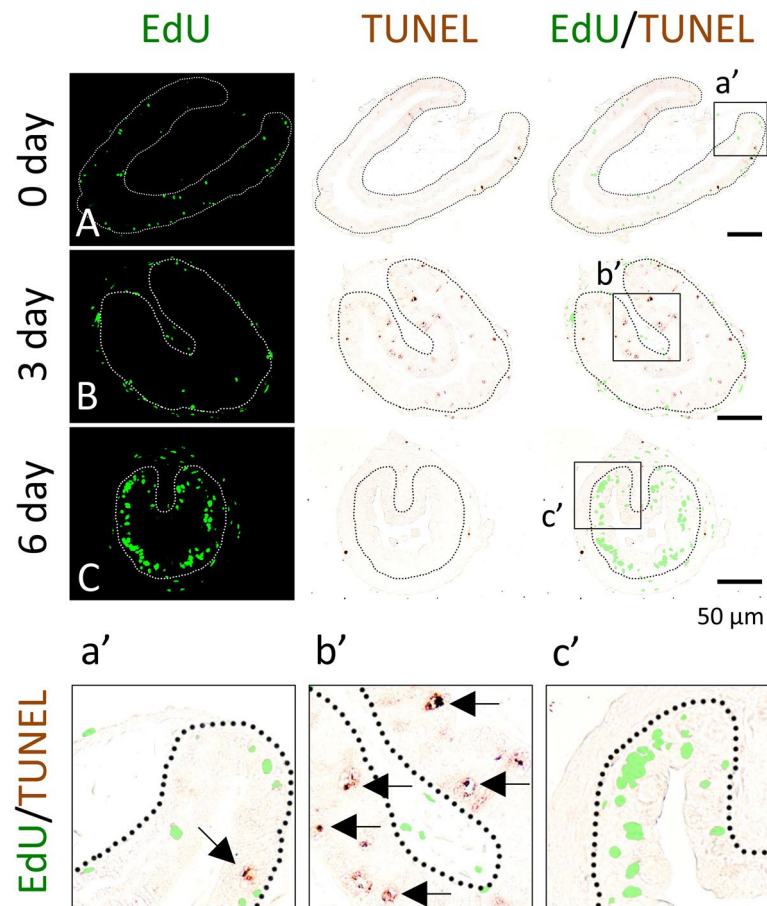 EdU TUNEL EdU/TUNEL
0 day
A
a’
3 day
B
b’
6 day
C
c’
50 µm
a’ b’ c’
EdU/TUNEL